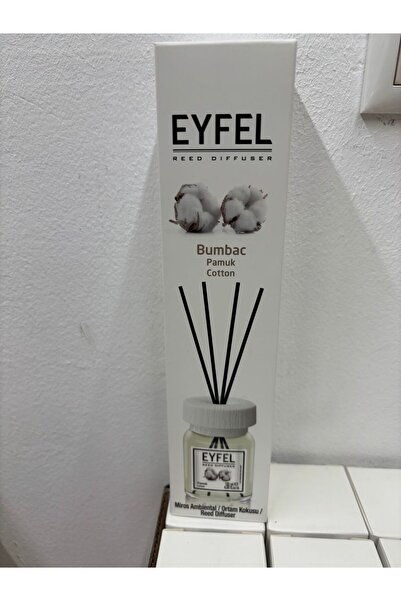 EYFEL
REED DIFFUSER
Bumbac
Pamuk
Cotton
EYFEL
REED DIFFUSER
Miros Ambiental / Ortam Kokusu /
Reed Diffuser